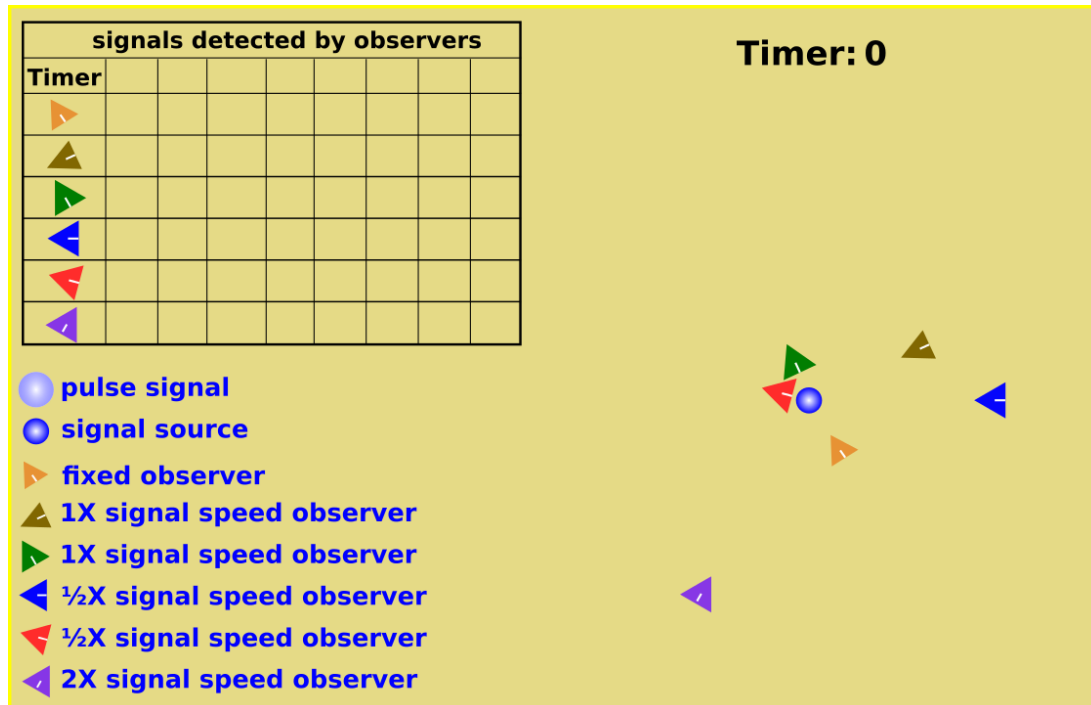 signals detected by observers
Timer: 0
Timer
pulse signal
signal source
fixed observer
1X signal speed observer
1X signal speed observer
½X signal speed observer
½X signal speed observer
2X signal speed observer